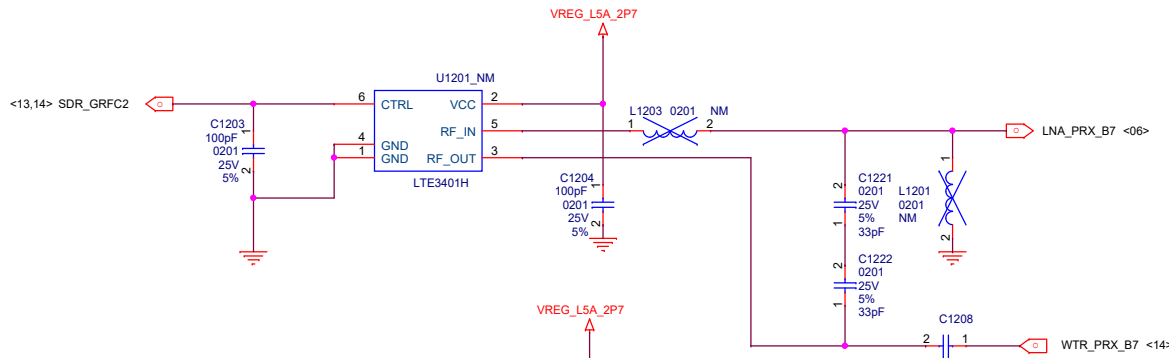 VREG_L5A_2P7
U1201_NM
<13,14> SDR_GRFC2
6 CTRL VCC 2
L1203 0201 NM
C1203
100pF
0201
25V
5%
1
2
RF_IN 5
1 2
LNA_PRX_B7 <06>
4 GND
1 GND
RF_OUT 3
LTE3401H
C1204
100pF
0201
25V
5%
1
2
C1221
0201
25V
5%
33pF
2
1
L1201
0201
NM
1
2
C1222
0201
25V
5%
33pF
2
1
VREG_L5A_2P7
C1208
2 1
WTR_PRX_B7 <14>